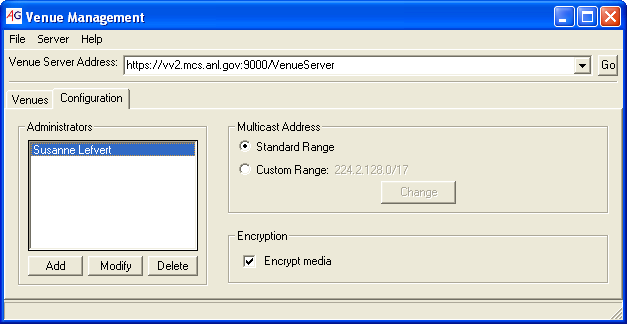 AG Venue Management
File Server Help
Venue Server Address: https://vv2.mcs.anl.gov:9000/VenueServer Go
Venues Configuration
Administrators
Susanne Lefvert
Add Modify Delete
Multicast Address
Standard Range
Custom Range: 224.2.128.0/17
Change
Encryption
Encrypt media